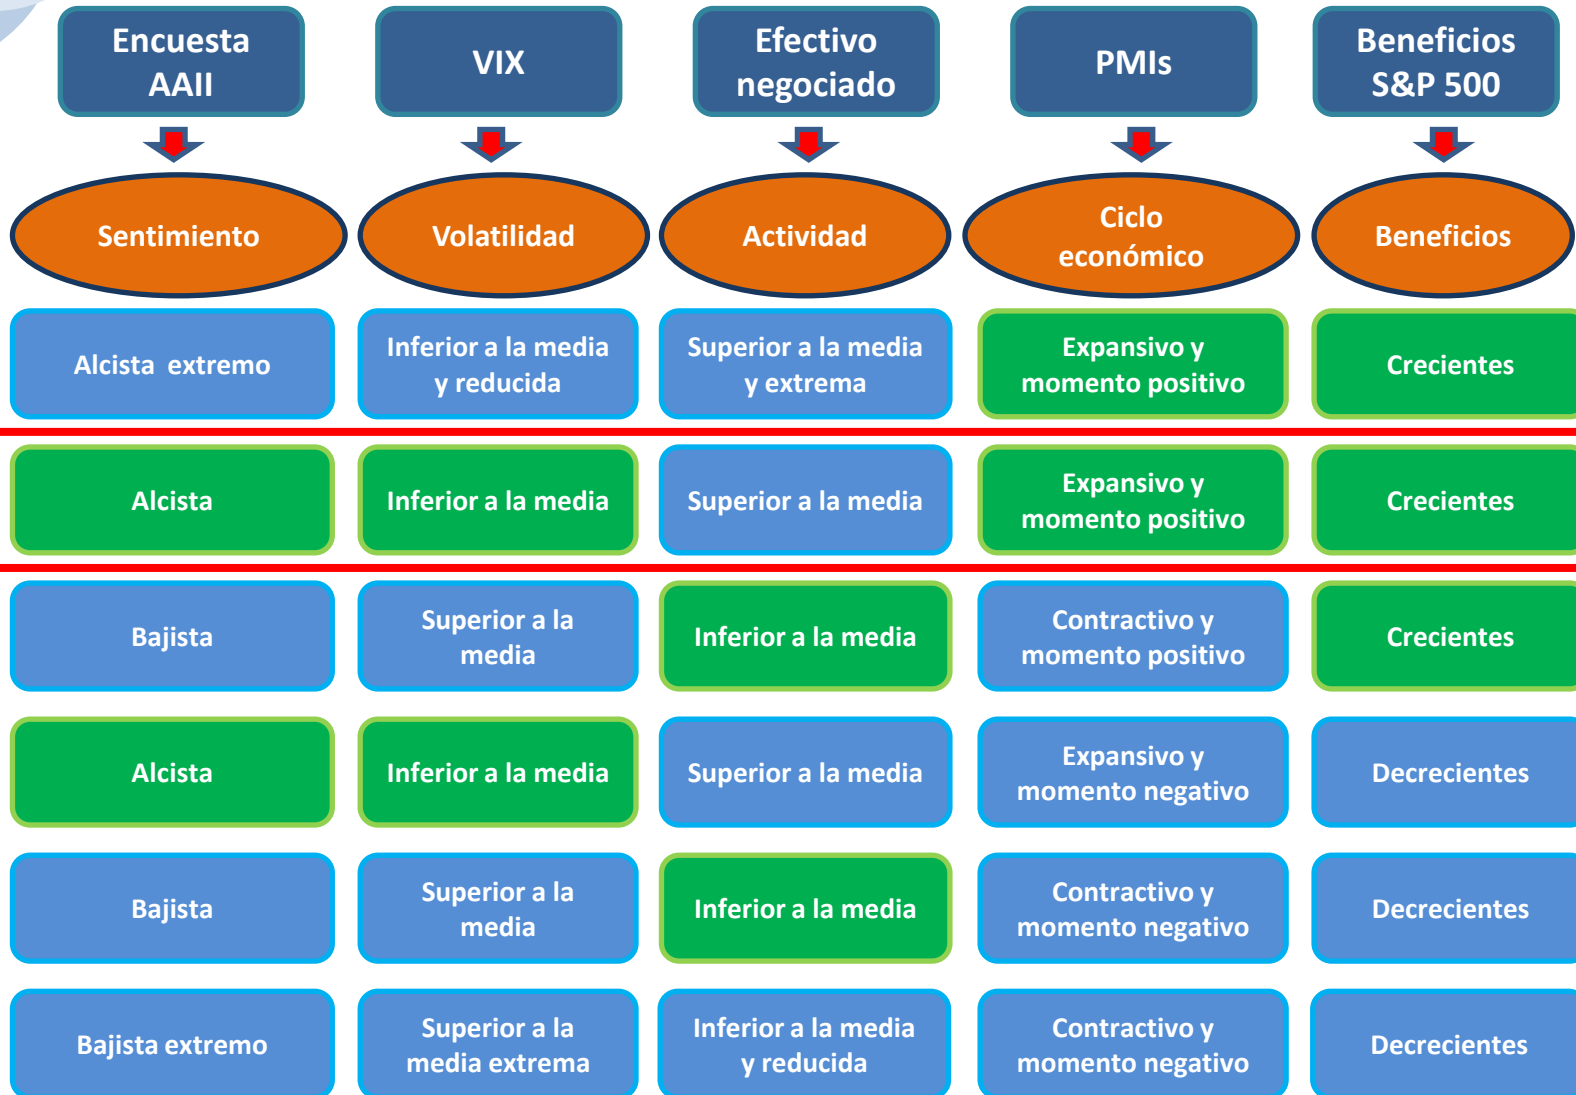 Encuesta
AAII
VIX
Efectivo
negociado
PMIs
Beneficios
S&P 500
Sentimiento
Volatilidad
Actividad
Ciclo
económico
Beneficios
Alcista extremo
Inferior a la media
y reducida
Superior a la media
y extrema
Expansivo y
momento positivo
Crecientes
Alcista
Inferior a la media
Superior a la media
Expansivo y
momento positivo
Crecientes
Bajista
Superior a la
media
Inferior a la media
Contractivo y
momento positivo
Crecientes
Alcista
Inferior a la media
Superior a la media
Expansivo y
momento negativo
Decrecientes
Bajista
Superior a la
media
Inferior a la media
Contractivo y
momento negativo
Decrecientes
Bajista extremo
Superior a la
media extrema
Inferior a la media
y reducida
Contractivo y
momento negativo
Decrecientes